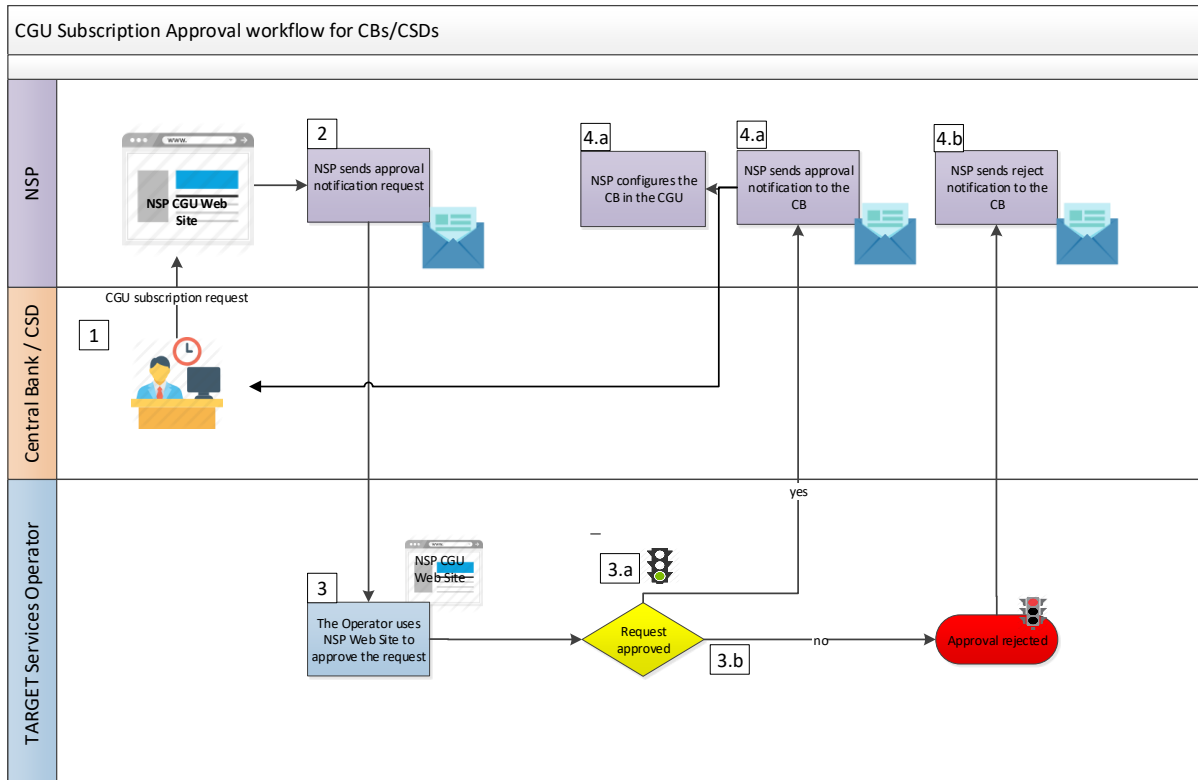 CGU Subscription Approval workflow for CBs/CSDs
NSP
www.
NSP CGU Web
Site
2
NSP sends approval
notification request
4.a
NSP configures the
CB in the CGU
4.a
NSP sends approval
notification to the
CB
4.b
NSP sends reject
notification to the
CB
Central Bank / CSD
CGU subscription request
1
TARGET Services Operator
yes
www.
NSP CGU
Web Site
3
The Operator uses
NSP Web Site to
approve the request
3.a
Request
approved
3.b
no
Approval rejected